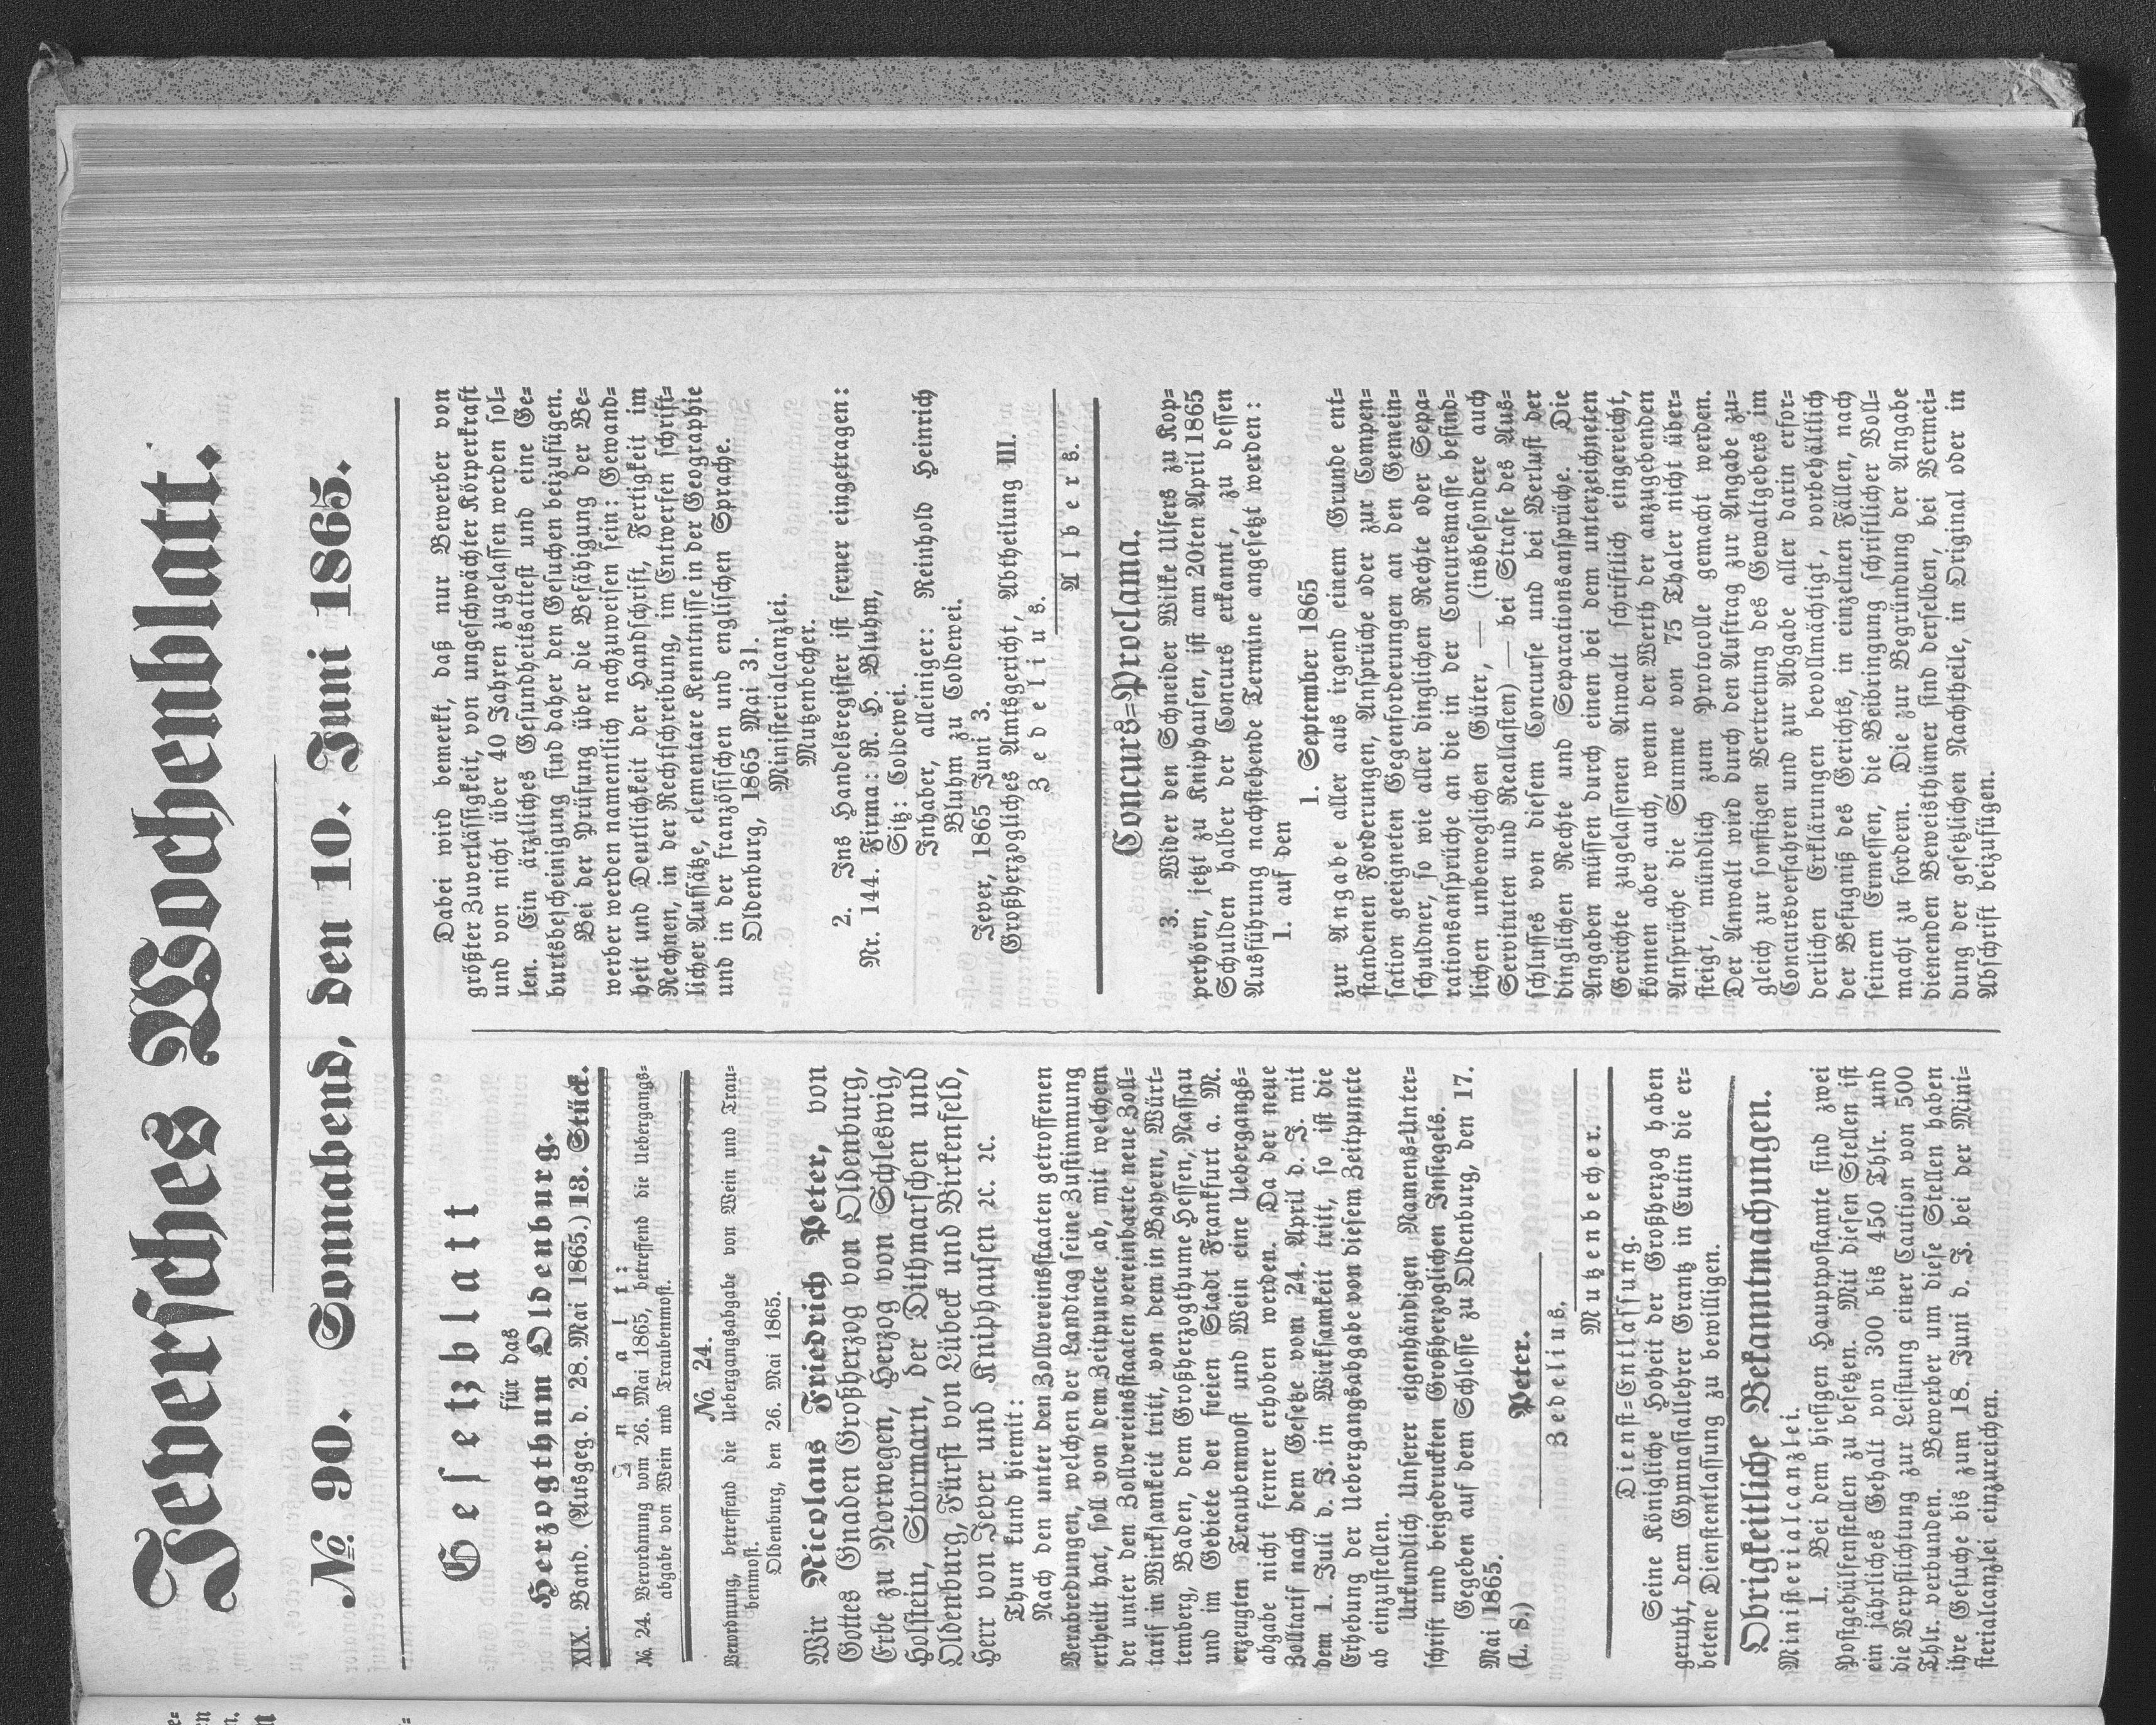 Jeversches Wochenblatt.
No. 90. Sonnabend, den 10. Juni 1865.
Gesetzblatt
für das
Herzogthum Oldenburg.
XIX. Band. (Ausgeg. d. 28. Mai 1865.) 13. Stück.
Inhalt:
No. 24. Verordnung vom 26. Mai 1865, betreffend die Uebergangs-
abgabe von Wein und Traubenmost.
No. 24.
Verordnung, betreffend die Uebergangsabgabe von Wein und Trau-
benmost.
Oldenburg, den 26. Mai 1865.
Wir Nicolaus Friedrich Peter, von
Gottes Gnaden Großherzog von Oldenburg,
Erbe zu Norwegen, Herzog von Schleswig,
Holstein, Stormarn, der Dithmarschen und
Oldenburg, Fürst von Lübeck und Birkenfeld,
Herr von Jever und Kniphausen ꝛc. ꝛc.
Thun kund hiemit:
Nach den unter den Zollvereinsstaaten getroffenen
Verabredungen, welchen der Landtag seine Zustimmung
ertheilt hat, soll von dem Zeitpuncte ab, mit welchem
der unter den Zollvereinsstaaten vereinbarte neue Zoll-
tarif in Wirksamkeit tritt, von dem in Bayern, Würt-
temberg, Baden, dem Großherzogthume Hessen, Nassau
und im Gebiete der freien Stadt Frankfurt a. M.
erzeugten Traubenmost und Wein eine Uebergangs-
abgabe nicht ferner erhoben werden. Da der neue
Zolltarif nach dem Gesetze vom 24. April d. J. mit
dem 1. Juli d. J. in Wirksamkeit tritt, so ist die
Erhebung der Uebergangsabgabe von diesem Zeitpuncte
ab einzustellen.
Urkundlich Unserer eigenhändigen Namens-Unter-
schrift und beigedruckten Großherzoglichen Insiegels.
Gegeben auf dem Schlosse zu Oldenburg, den 17.
Mai 1865.
(L. S.) Peter.
Zedelius.
Mutzenbecher.
Dienst-Entlassung.
Seine Königliche Hoheit der Großherzog haben
geruht, dem Gymnasiallehrer Grantz in Eutin die er-
betene Dienstentlassung zu bewilligen.
Obrigkeitliche Bekanntmachungen.
Ministerialcanzlei.
1. Bei dem hiesigen Hauptpostamte sind zwei
Postgehülfenstellen zu besetzen. Mit diesen Stellen ist
ein jährliches Gehalt von 300 bis 450 Thlr. und
die Verpflichtung zur Leistung einer Caution von 500
Thlr. verbunden. Bewerber um diese Stellen haben
ihre Gesuche bis zum 18. Juni d. J. bei der Mini-
sterialcanzlei einzureichen.
Dabei wird bemerkt, daß nur Bewerber von
größter Zuverlässigkeit, von ungeschwächter Körperkraft
und von nicht über 40 Jahren zugelassen werden sol-
len. Ein ärztliches Gesundheitsattest und eine Ge-
burtsbescheinigung sind daher den Gesuchen beizufügen.
Bei der Prüfung über die Befähigung der Be-
werber werden namentlich nachzuweisen sein: Gewand-
heit und Deutlichkeit der Handschrift, Fertigkeit im
Rechnen, in der Rechtschreibung, im Entwerfen schrift-
licher Aufsätze, elementare Kenntnisse in der Geographie
und in der französischen und englischen Sprache.
Oldenburg, 1865 Mai 31.
Ministerialcanzlei.
Mutzenbecher.
2. Ins Handelsregister ist ferner eingetragen:
Nr. 144. Firma: R. H. Bluhm,
Sitz: Coldewei.
Inhaber, alleiniger: Reinhold Heinrich
Bluhm zu Coldewei.
Jever, 1865 Juni 3.
Großherzogliches Amtsgericht, Abtheilung III.
Zedelius.
Albers.
Concurs-Proclama.
3. Wider den Schneider Wilke Ulfers zu Kop-
perhörn, jetzt zu Kniphausen, ist am 20ten April 1865
Schulden halber der Concurs erkannt, zu dessen
Ausführung nachstehende Termine angesetzt werden:
1. auf den
1. September 1865
zur Angabe aller aus irgend einem Grunde ent-
standenen Forderungen, Ansprüche oder zur Compen-
sation geeigneten Gegenforderungen an den Gemein-
schuldner, so wie aller dinglichen Rechte oder Sepa-
rationsansprüche an die in der Concursmasse befind-
lichen unbeweglichen Güter, — (insbesondere auch
Servituten und Reallasten) — bei Strafe des Aus-
schlusses von diesem Concurse und bei Verlust der
dinglichen Rechte und Separationsansprüche. Die
Angaben müssen durch einen bei dem unterzeichneten
Gerichte zugelassenen Anwalt schriftlich eingereicht,
können aber auch, wenn der Werth der anzugebenden
Ansprüche die Summe von 75 Thaler nicht über-
steigt, mündlich zum Protocolle gemacht werden.
Der Anwalt wird durch den Auftrag zur Angabe zu-
gleich zur sonstigen Vertretung des Gewaltgebers im
Concursverfahren und zur Abgabe aller darin erfor-
derlichen Erklärungen bevollmächtigt, vorbehältlich
der Befugniß des Gerichts, in einzelnen Fällen, nach
seinem Ermessen, die Beibringung schriftlicher Voll-
macht zu fordern. Die zur Begründung der Angabe
dienenden Beweisthümer sind derselben, bei Vermei-
dung der gesetzlichen Nachtheile, in Original oder in
Abschrift beizufügen.